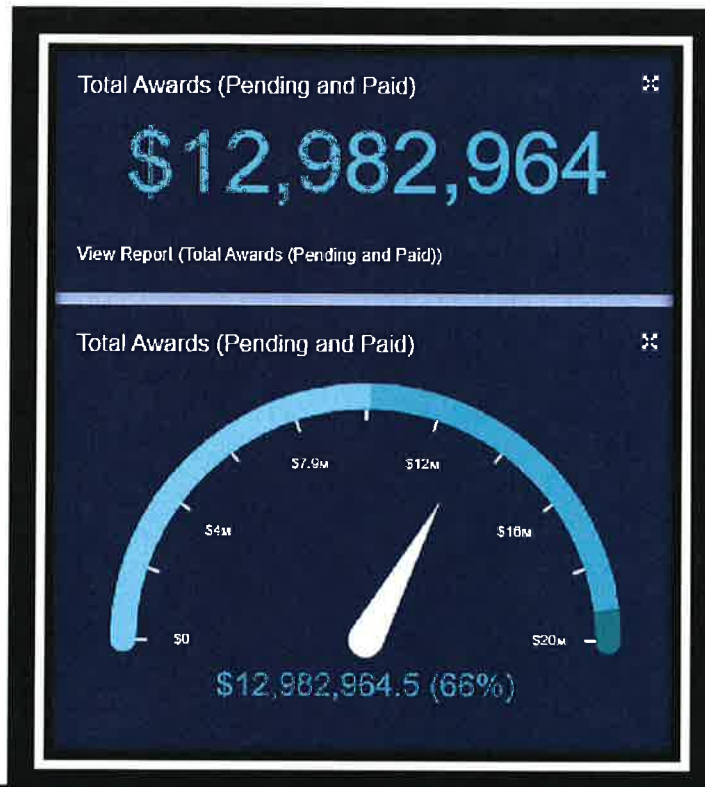 Total Awards (Pending and Paid)
$12,982,964
View Report (Total Awards (Pending and Paid))
Total Awards (Pending and Paid)
$7.9M
$12M
$4M
$16M
$0
$20M
$12,982,964.5 (66%)